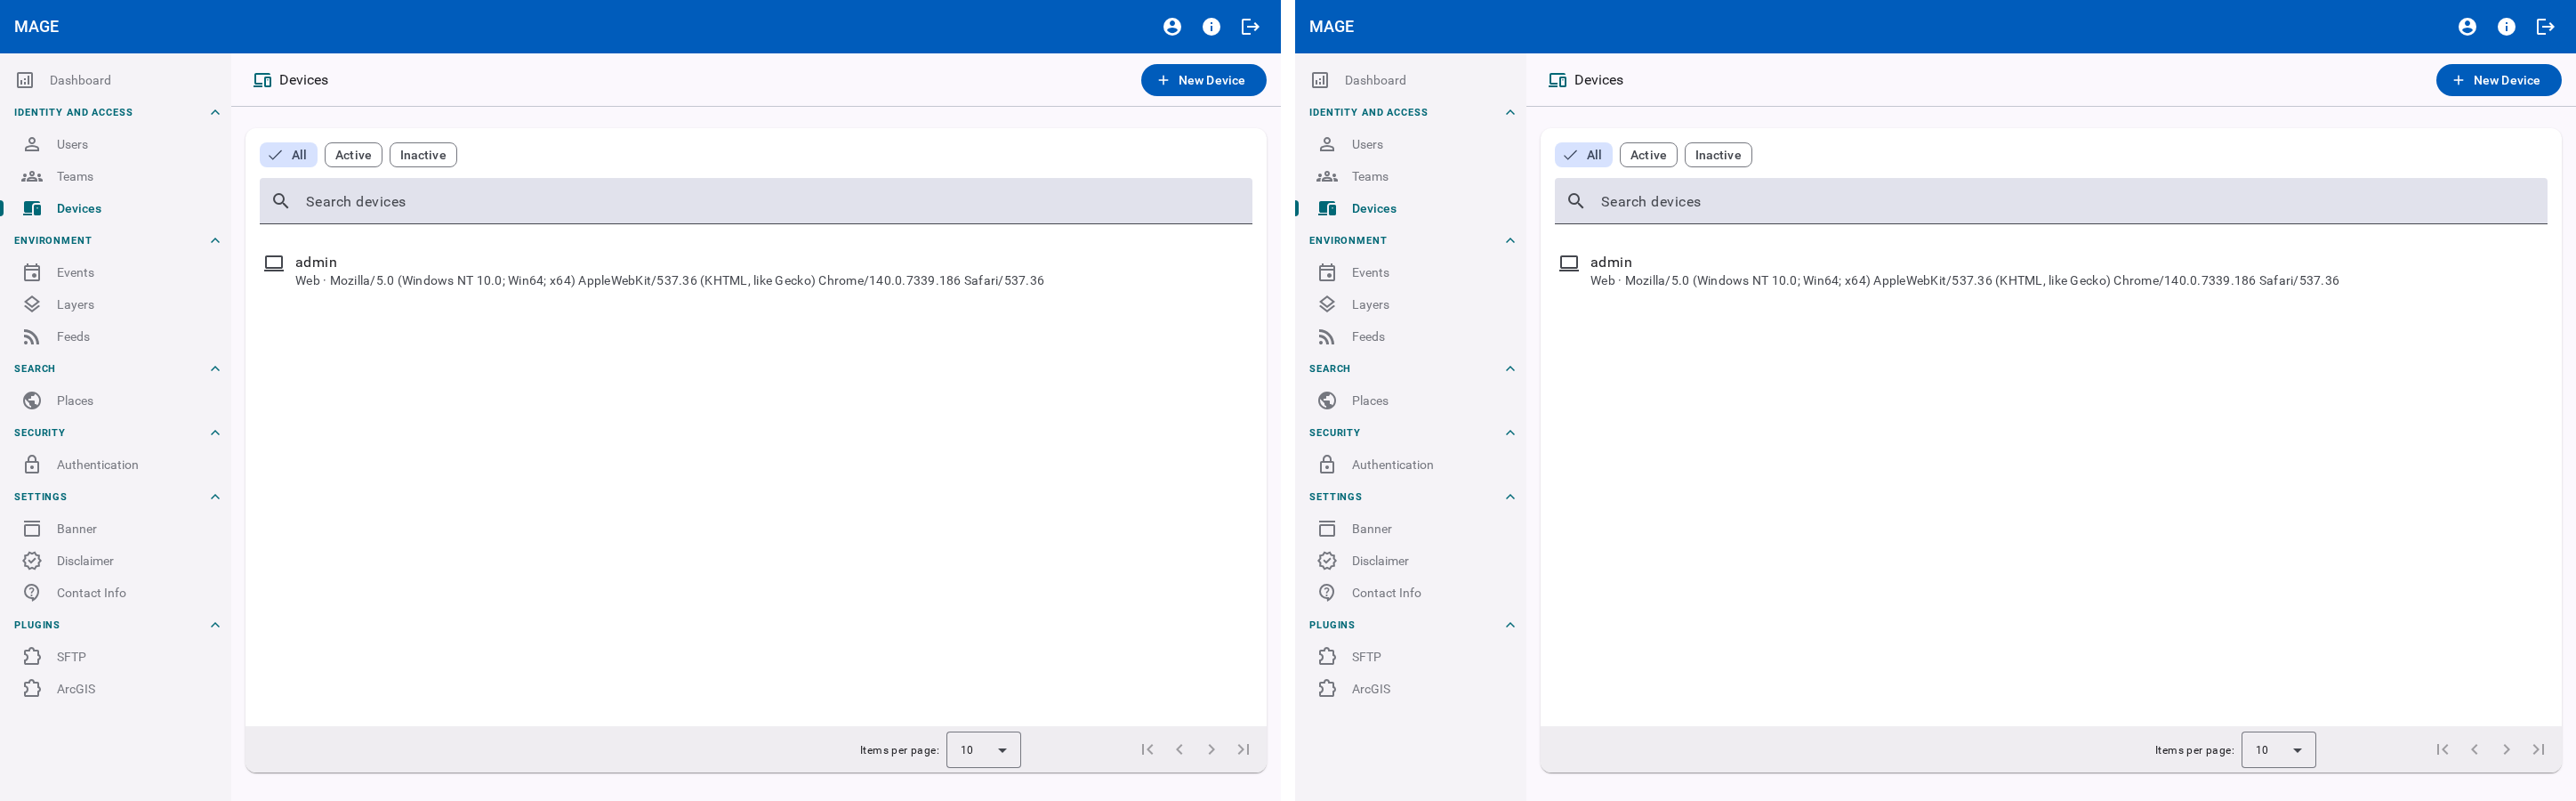 MAGE
Dashboard
IDENTITY AND ACCESS
Users
Teams
Devices
ENVIRONMENT
Events
Layers
Feeds
SEARCH
Places
SECURITY
Authentication
SETTINGS
Banner
Disclaimer
Contact Info
PLUGINS
SFTP
ArcGIS
Devices
New Device
All Active Inactive
Search devices
admin
Web · Mozilla/5.0 (Windows NT 10.0; Win64; x64) AppleWebKit/537.36 (KHTML, like Gecko) Chrome/140.0.7339.186 Safari/537.36
Items per page: 10
MAGE
Dashboard
IDENTITY AND ACCESS
Users
Teams
Devices
ENVIRONMENT
Events
Layers
Feeds
SEARCH
Places
SECURITY
Authentication
SETTINGS
Banner
Disclaimer
Contact Info
PLUGINS
SFTP
ArcGIS
Devices
New Device
All Active Inactive
Search devices
admin
Web · Mozilla/5.0 (Windows NT 10.0; Win64; x64) AppleWebKit/537.36 (KHTML, like Gecko) Chrome/140.0.7339.186 Safari/537.36
Items per page: 10